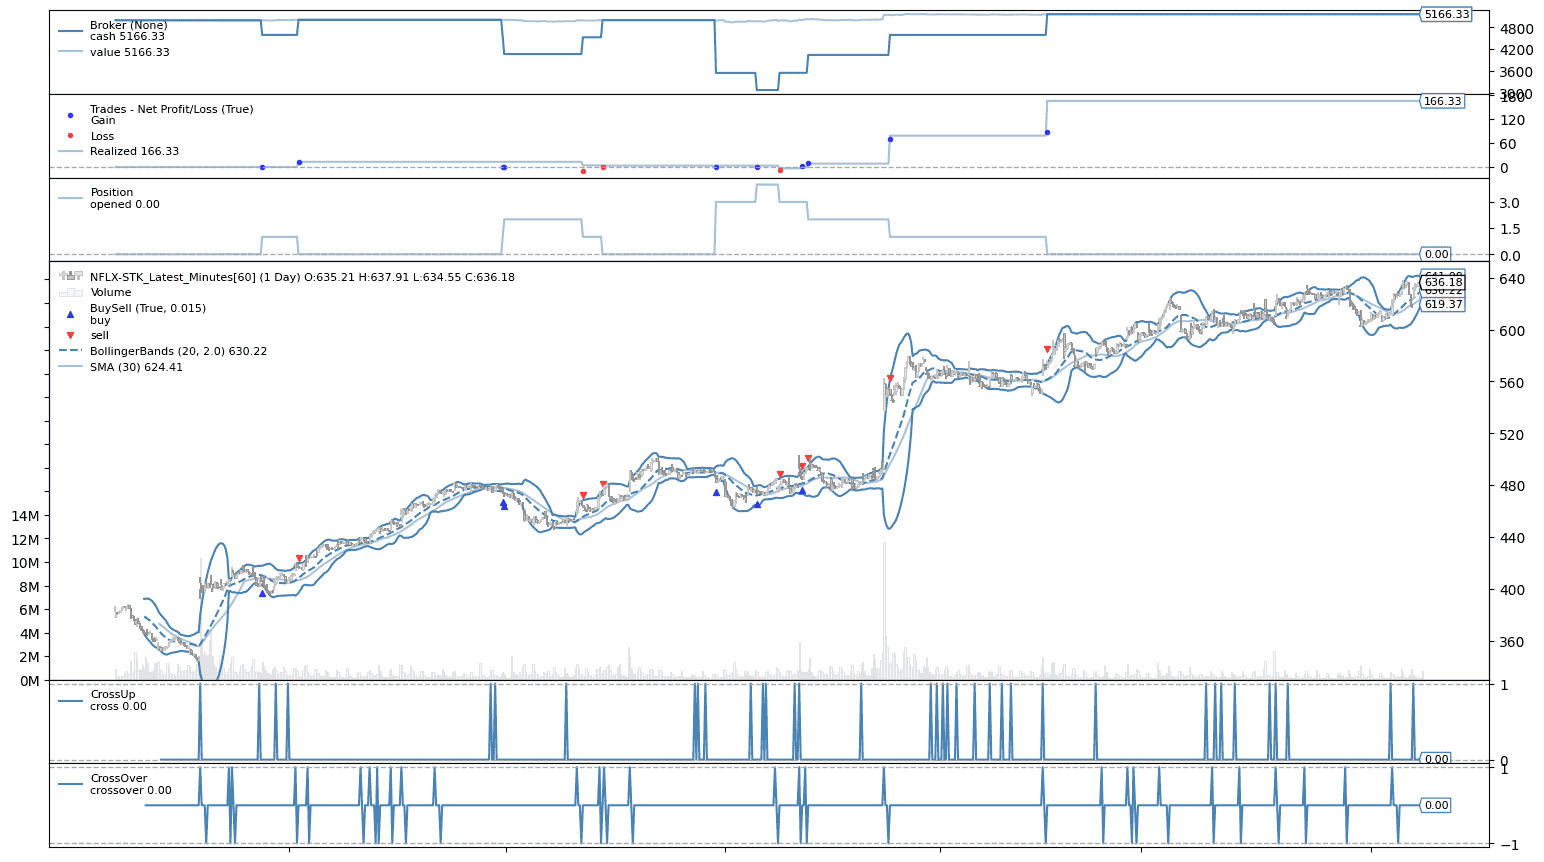 Broker (None)
cash 5166.33
value 5166.33
5166.33
4800
4200
3600
3000
Trades - Net Profit/Loss (True)
Gain
Loss
Realized 166.33
180
166.33
120
60
0
Position
opened 0.00
3.0
1.5
0.0
0.00
NFLX-STK_Latest_Minutes[60] (1 Day) O:635.21 H:637.91 L:634.55 C:636.18
Volume
BuySell (True, 0.015)
buy
sell
BollingerBands (20, 2.0) 630.22
SMA (30) 624.41
640
636.18
630.22
619.37
600
560
520
480
440
400
360
14M
12M
10M
8M
6M
4M
2M
0M
CrossUp
cross 0.00
1
0
0.00
CrossOver
crossover 0.00
1
0.00
−1